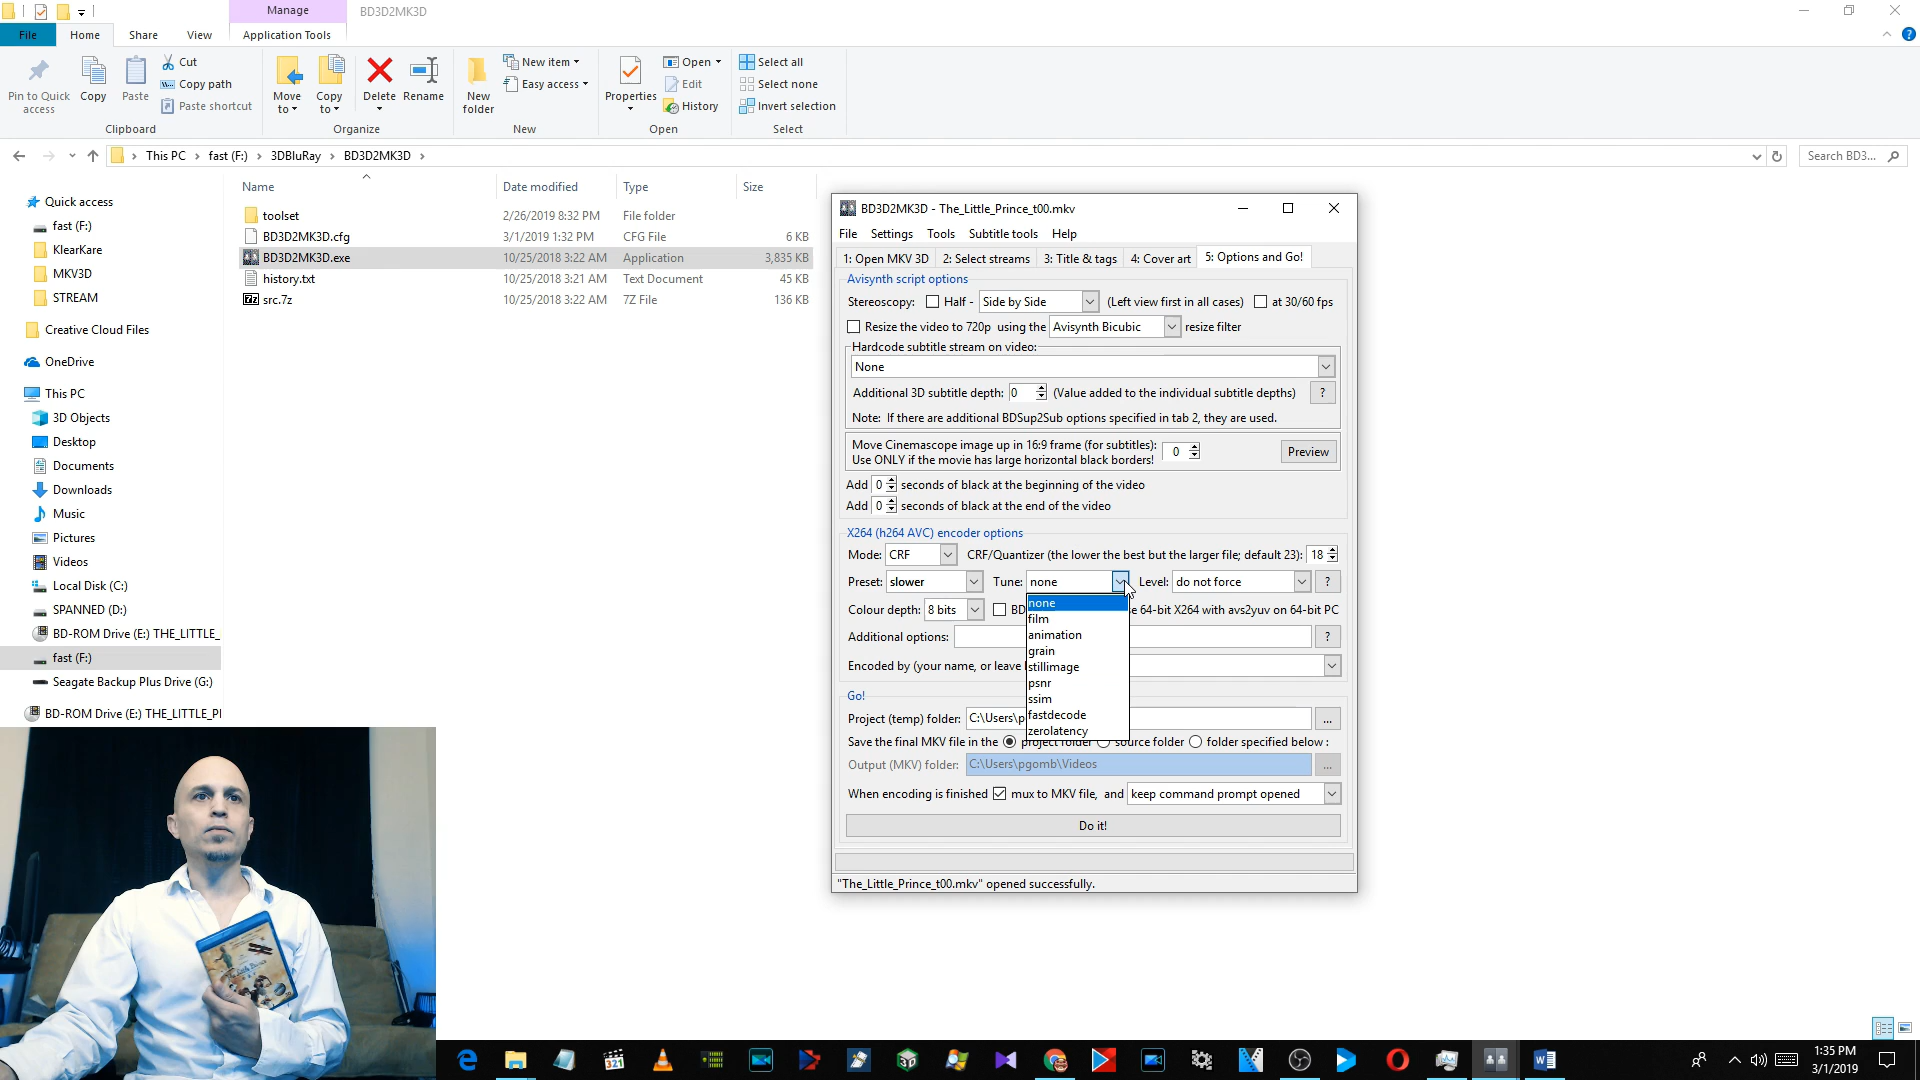 Manage
BD3D2MK3D
File
Home
Share
View
Application Tools
Pin to Quick access
Copy
Paste
Cut
Copy path
Paste shortcut
Move to
Copy to
Delete
Rename
New folder
New item
Easy access
Properties
Open
Edit
History
Select all
Select none
Invert selection
Clipboard
Organize
New
Open
Select
This PC > fast (F:) > 3DBluRay > BD3D2MK3D >
Search BD3...
Name
Date modified
Type
Size
toolset 2/26/2019 8:32 PM File folder
BD3D2MK3D.cfg 3/1/2019 1:32 PM CFG File 6 KB
BD3D2MK3D.exe 10/25/2018 3:22 AM Application 3,835 KB
history.txt 10/25/2018 3:21 AM Text Document 45 KB
src.7z 10/25/2018 3:22 AM 7Z File 136 KB
Quick access
fast (F:)
KlearKare
MKV3D
STREAM
Creative Cloud Files
OneDrive
This PC
3D Objects
Desktop
Documents
Downloads
Music
Pictures
Videos
Local Disk (C:)
SPANNED (D:)
BD-ROM Drive (E:) THE_LITTLE_
fast (F:)
Seagate Backup Plus Drive (G:)
BD-ROM Drive (E:) THE_LITTLE_P
BD3D2MK3D - The_Little_Prince_t00.mkv
File Settings Tools Subtitle tools Help
1: Open MKV 3D 2: Select streams 3: Title & tags 4: Cover art 5: Options and Go!
Avisynth script options
Stereoscopy: Half - Side by Side (Left view first in all cases) at 30/60 fps
Resize the video to 720p using the Avisynth Bicubic resize filter
Hardcode subtitle stream on video:
None
Additional 3D subtitle depth: 0 (Value added to the individual subtitle depths) ?
Note: If there are additional BDSup2Sub options specified in tab 2, they are used.
Move Cinemascope image up in 16:9 frame (for subtitles):
Use ONLY if the movie has large horizontal black borders!
0
Preview
Add 0 seconds of black at the beginning of the video
Add 0 seconds of black at the end of the video
X264 (h264 AVC) encoder options
Mode: CRF CRF/Quantizer (the lower the best but the larger file; default 23): 18
Preset: slower Tune: none Level: do not force ?
Colour depth: 8 bits BD e 64-bit X264 with avs2yuv on 64-bit PC
Additional options: ?
Encoded by (your name, or leave
none
film
animation
grain
stillimage
psnr
ssim
fastdecode
zerolatency
Go!
Project (temp) folder: C:\Users\p ...
Save the final MKV file in the project folder source folder folder specified below :
Output (MKV) folder: C:\Users\pgomb\Videos ...
When encoding is finished mux to MKV file, and keep command prompt opened
Do it!
"The_Little_Prince_t00.mkv" opened successfully.
321
1:35 PM
3/1/2019